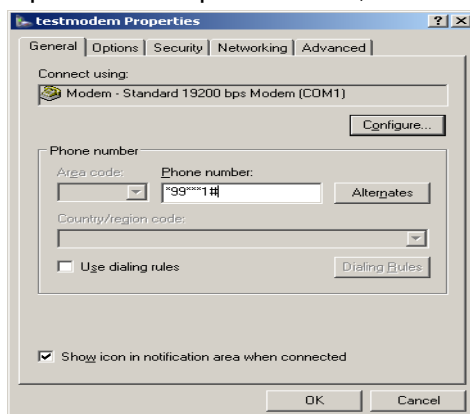 testmodem Properties
General Options Security Networking Advanced
Connect using:
Modem - Standard 19200 bps Modem (COM1)
Configure...
Phone number
Area code: Phone number:
*99***1# Alternates
Country/region code:
Use dialing rules Dialing Rules
Show icon in notification area when connected
OK Cancel